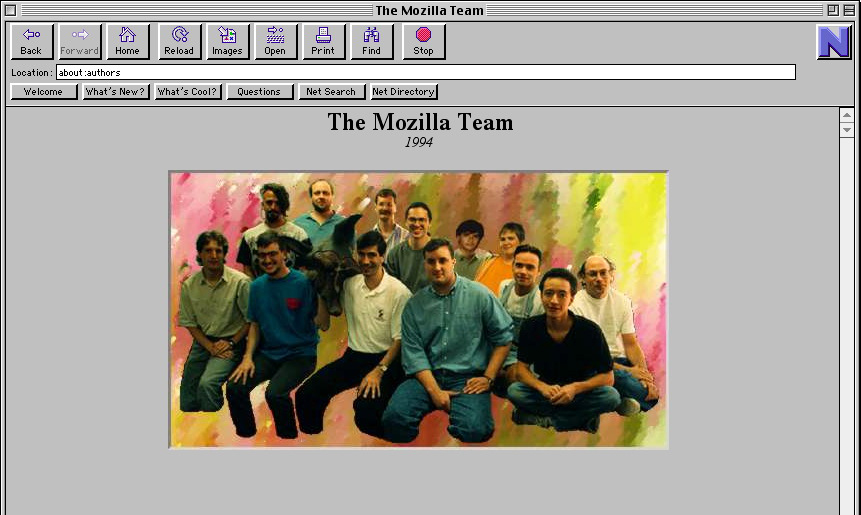 The Mozilla Team
Back Forward Home Reload Images Open Print Find Stop
N
Location: about:authors
Welcome What's New? What's Cool? Questions Net Search Net Directory
The Mozilla Team
1994